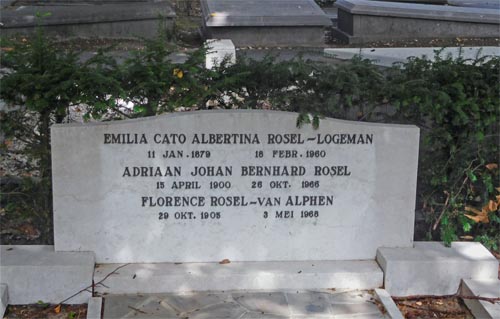 EMILIA CATO ALBERTINA ROSEL-LOGEMAN
11 JAN. 1879 18 FEBR. 1960
ADRIAAN JOHAN BERNHARD ROSEL
15 APRIL 1900 26 OKT. 1966
FLORENCE ROSEL-VAN ALPHEN
29 OKT. 1905 3 MEI 1968